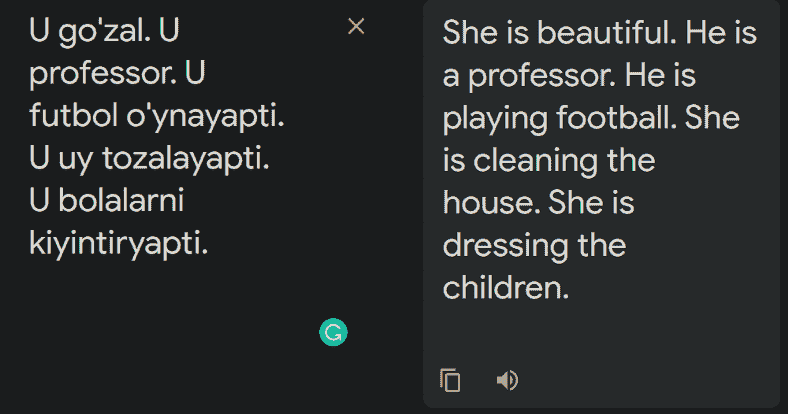 U go'zal. U
professor. U
futbol o'ynayapti.
U uy tozalayapti.
U bolalarni
kiyintiryapti.
She is beautiful. He is
a professor. He is
playing football. She
is cleaning the
house. She is
dressing the
children.